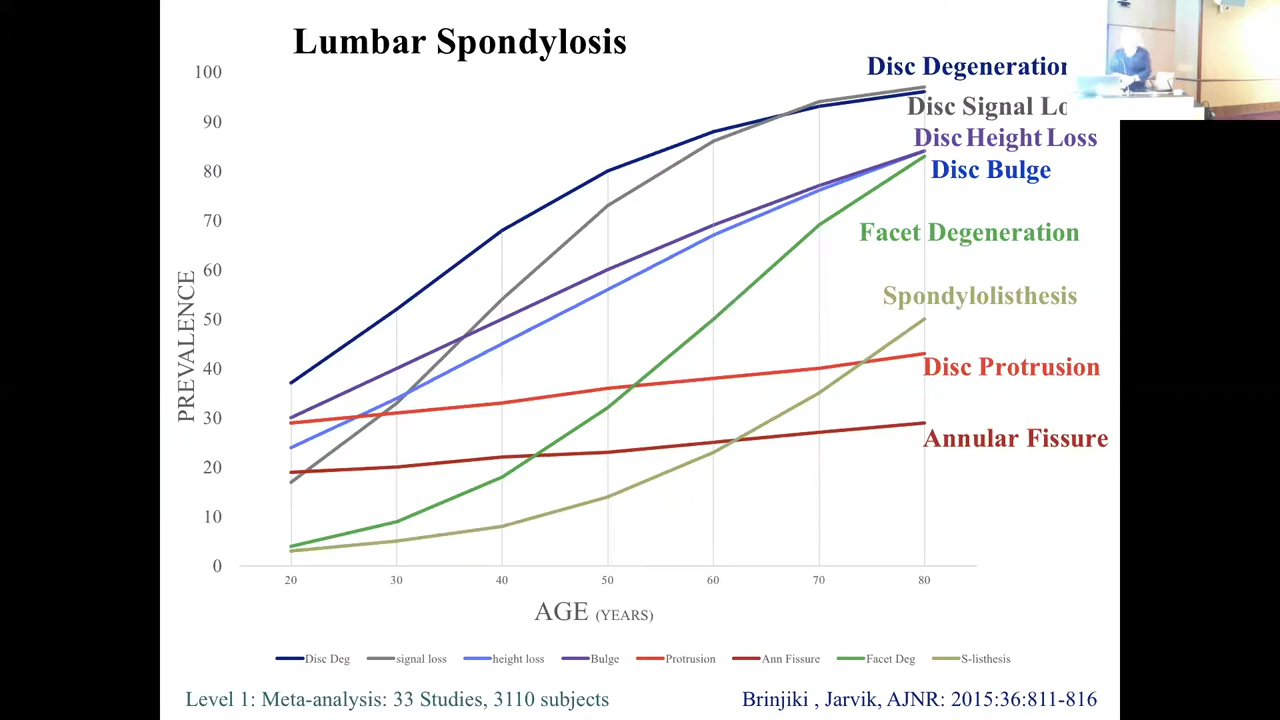 Lumbar Spondylosis
Disc Degeneration
Disc Signal Lo
Disc Height Loss
Disc Bulge
Facet Degeneration
Spondylolisthesis
Disc Protrusion
Annular Fissure
PREVALENCE
100
90
80
70
60
50
40
30
20
10
0
20 30 40 50 60 70 80
AGE (YEARS)
Disc Deg signal loss height loss Bulge Protrusion Ann Fissure Facet Deg S-listhesis
Level 1: Meta-analysis: 33 Studies, 3110 subjects
Brinjiki , Jarvik, AJNR: 2015:36:811-816